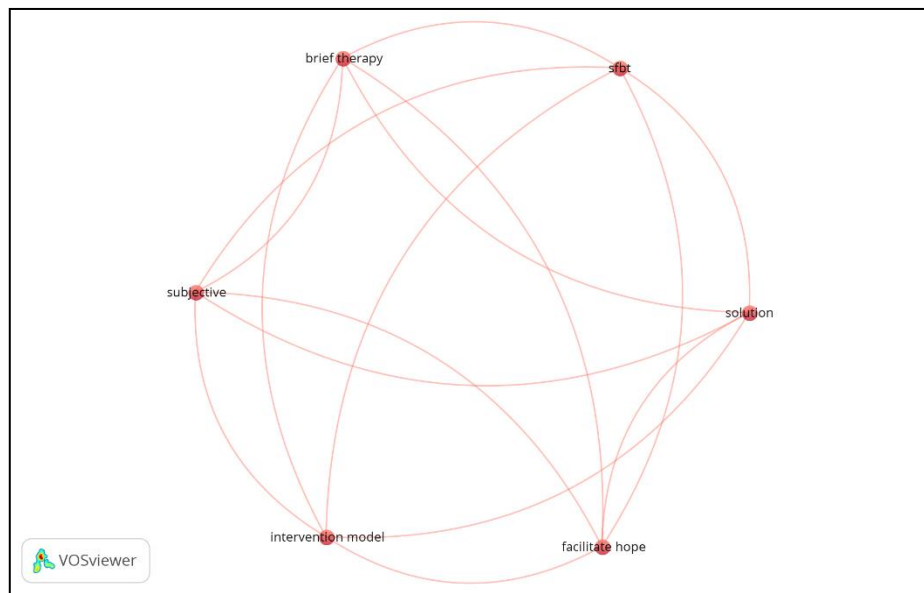 brief therapy
sfbt
subjective
solution
intervention model
facilitate hope
VOSviewer